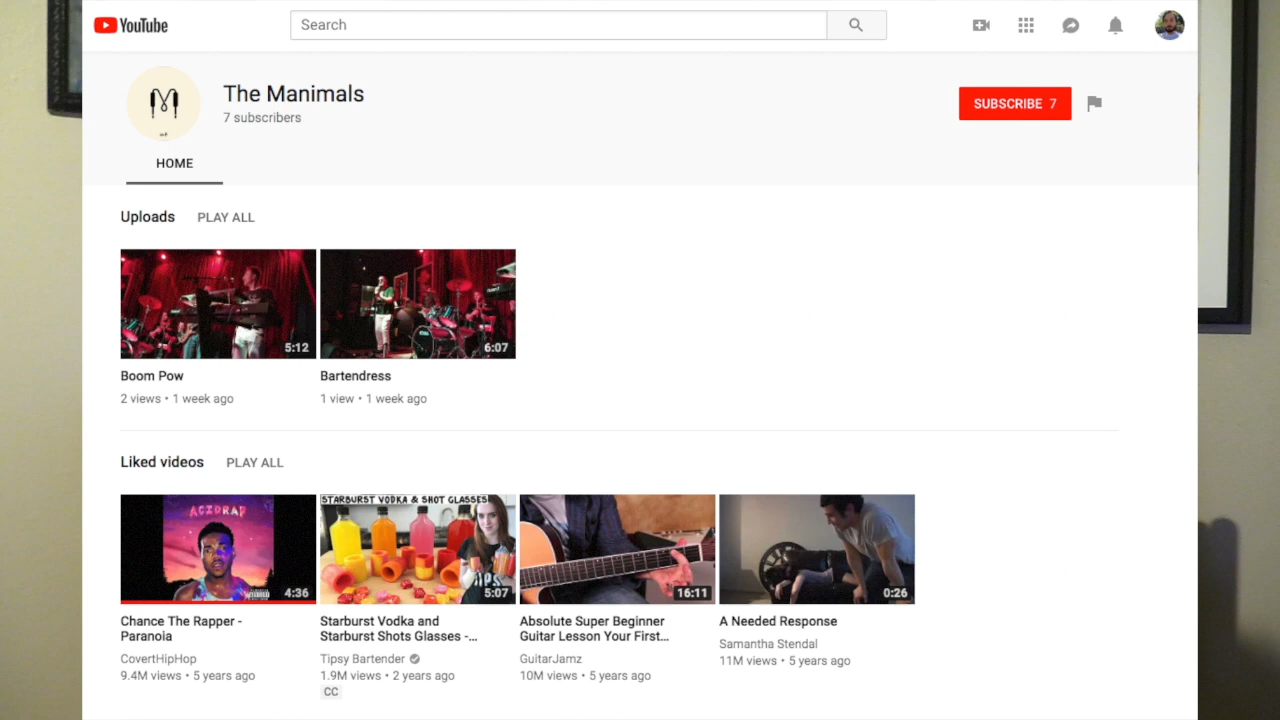 YouTube
Search
The Manimals
7 subscribers
SUBSCRIBE 7
HOME
Uploads PLAY ALL
5:12
6:07
Boom Pow
2 views • 1 week ago
Bartendress
1 view • 1 week ago
Liked videos PLAY ALL
ACID RAP
4:36
STARBURST VODKA & SHOT GLASSES
5:07
16:11
0:26
Chance The Rapper -
Paranoia
CovertHipHop
9.4M views • 5 years ago
Starburst Vodka and
Starburst Shots Glasses -...
Tipsy Bartender
1.9M views • 2 years ago
CC
Absolute Super Beginner
Guitar Lesson Your First...
GuitarJamz
10M views • 5 years ago
A Needed Response
Samantha Stendal
11M views • 5 years ago